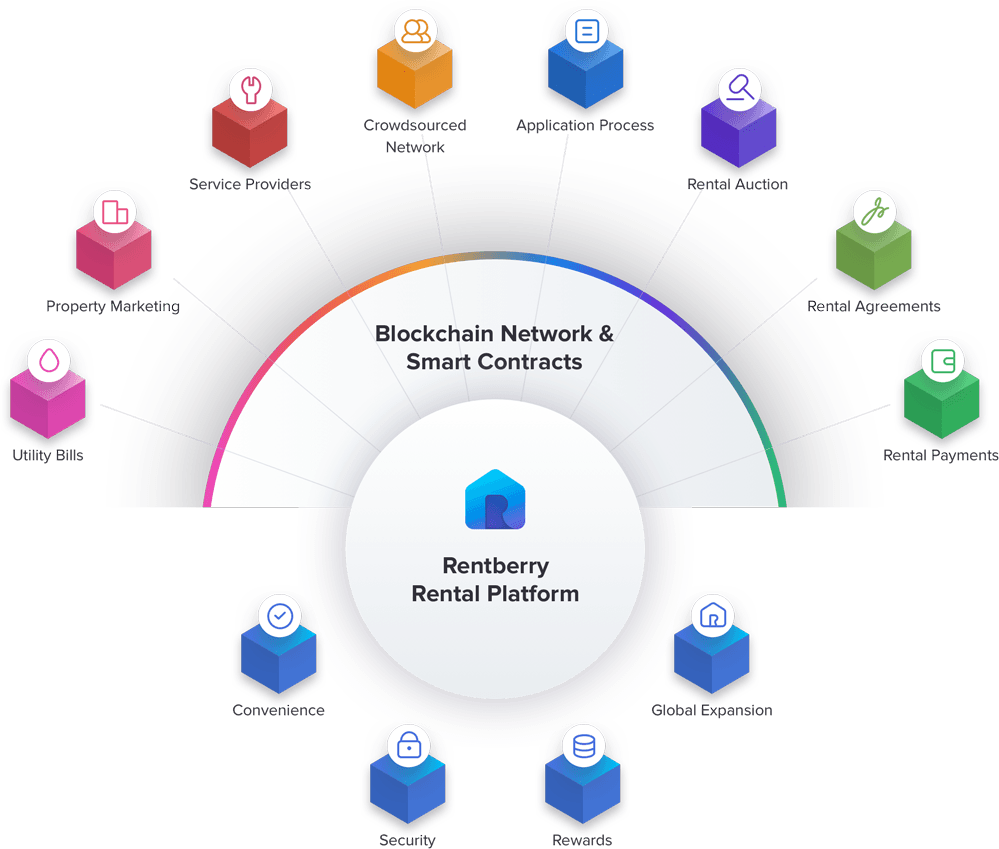 Crowdsourced
Network
Application Process
Service Providers
Rental Auction
Property Marketing
Rental Agreements
Blockchain Network &
Smart Contracts
Utility Bills
Rental Payments
Rentberry
Rental Platform
Convenience
Global Expansion
Security
Rewards